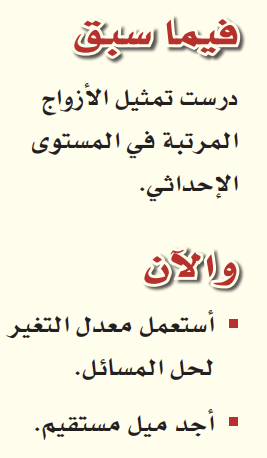 فيما سبق
درست تمثيل الأزواج
المرتبة في المستوى
الإحداثي.
والآن
▪ أستعمل معدل التغير
لحل المسائل.
▪ أجد ميل مستقيم.